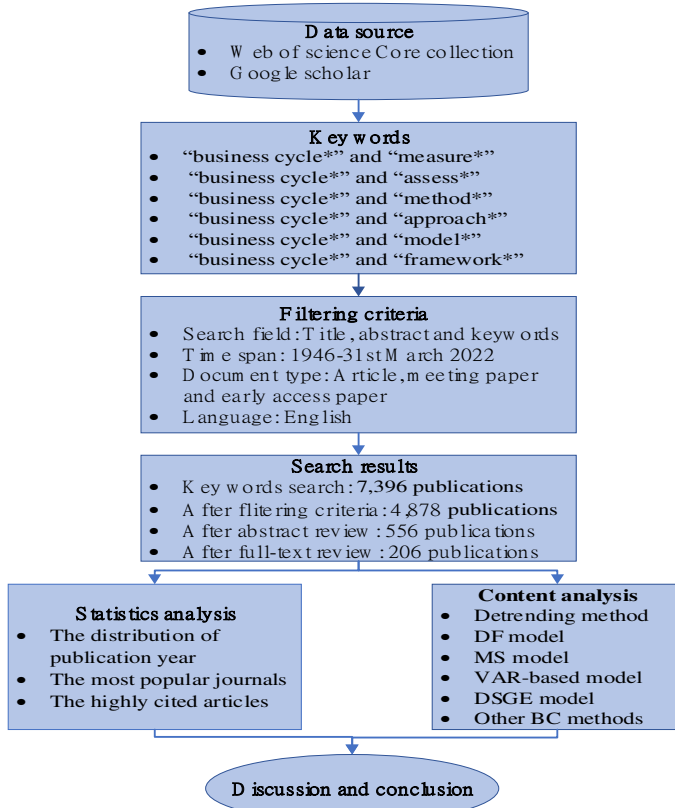 Data source
• Web of science Core collection
• Google scholar
Key words
• “business cycle*” and “measure*”
• “business cycle*” and “assess*”
• “business cycle*” and “method*”
• “business cycle*” and “approach*”
• “business cycle*” and “model*”
• “business cycle*” and “framework*”
Filtering criteria
• Search field: Title, abstract and keywords
• Time span: 1946-31st March 2022
• Document type: Article, meeting paper
and early access paper
• Language: English
Search results
• Key words search: 7,396 publications
• After flitering criteria: 4,878 publications
• After abstract review: 556 publications
• After full-text review: 206 publications
Statistics analysis
• The distribution of
publication year
• The most popular journals
• The highly cited articles
Content analysis
• Detrending method
• DF model
• MS model
• VAR-based model
• DSGE model
• Other BC methods
Discussion and conclusion